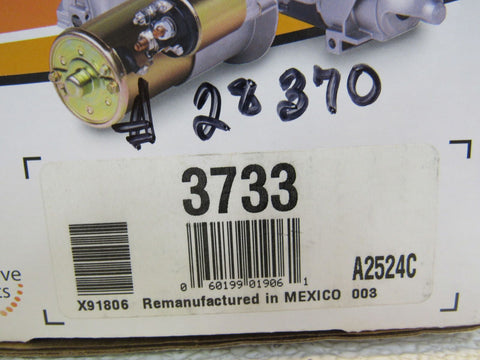 # 28370
3733
0 60199 01906 1
A2524C
X91806 Remanufactured in MEXICO 003